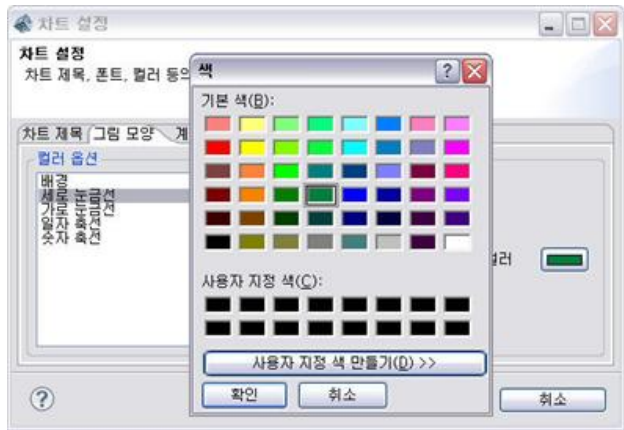 차트 설정
차트 설정
차트 제목, 폰트, 컬러 등의
차트 제목
그림 모양
계
컬러 옵션
배경
세로 눈금선
가로 눈금선
일자 축선
숫자 축선
색
기본 색(B):
사용자 지정 색(C):
사용자 지정 색 만들기(D) >>
확인
취소
컬러
취소